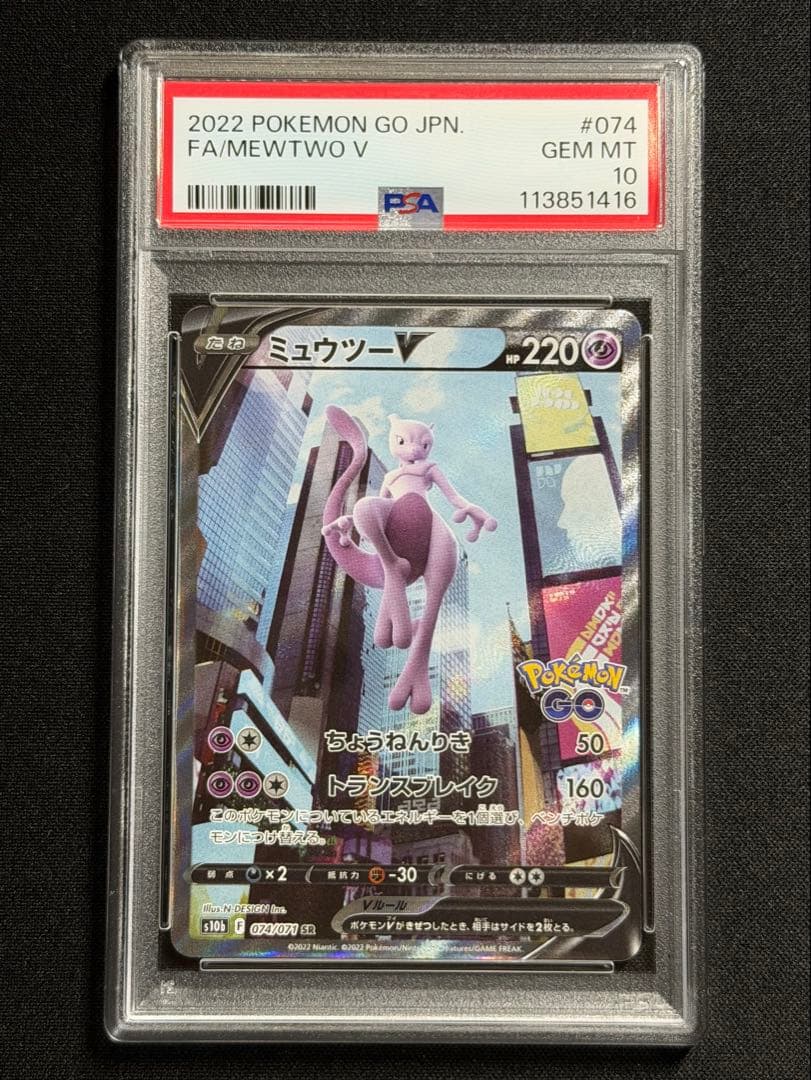 2022 POKEMON GO JPN. #074
FA/MEWTWO V GEM MT
10
PSA 113851416
たね ミュウツーV HP 220
Pokémon GO™
ちょうねんりき 50
トランスブレイク 160
このポケモンについているエネルギーを1個選び、ベンチポケ
モンにつけ替える。
弱点 ×2 抵抗力 -30 にげる
Vルール
ポケモンVがきぜつしたとき、相手はサイドを2枚とる。
Illus.N-DESIGN Inc.
s10b F 074/071 SR
©2022 Niantic. ©2022 Pokémon/Nintendo/Creatures/GAME FREAK.